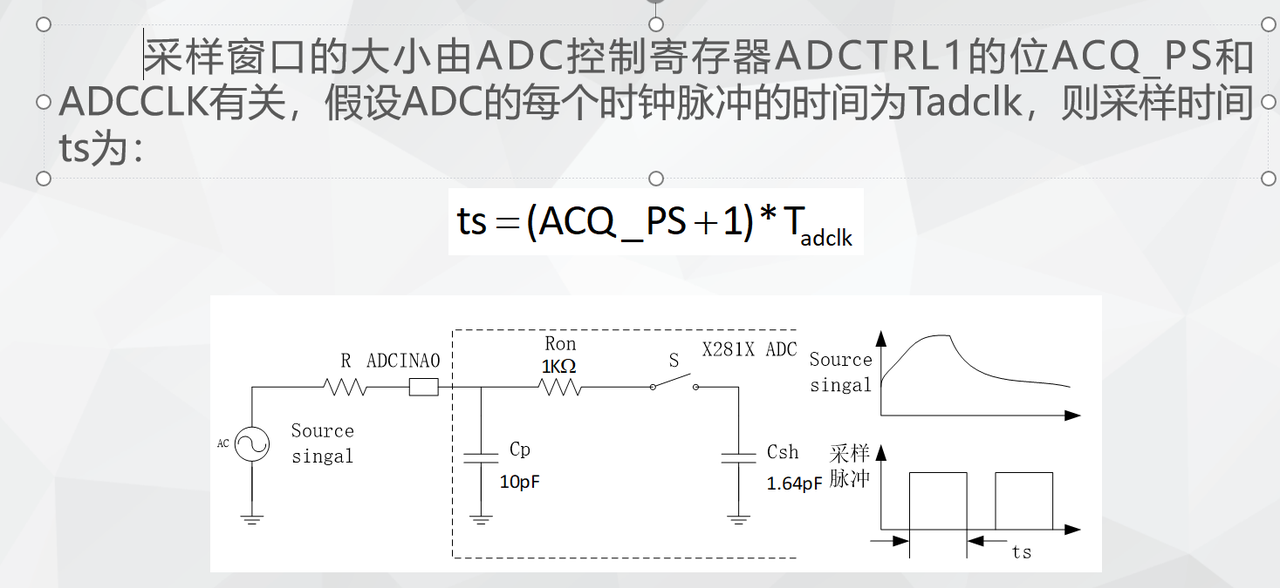 采样窗口的大小由ADC控制寄存器ADCTRL1的位ACQ_PS和
ADCCLK有关，假设ADC的每个时钟脉冲的时间为Tadclk，则采样时间
ts为：
ts=(ACQ_PS+1)*Tadclk
R ADCINA0
Ron
1KΩ
S
X281X ADC
Source
singal
AC
Source
singal
Cp
10pF
Csh
1.64pF
采样
脉冲
ts